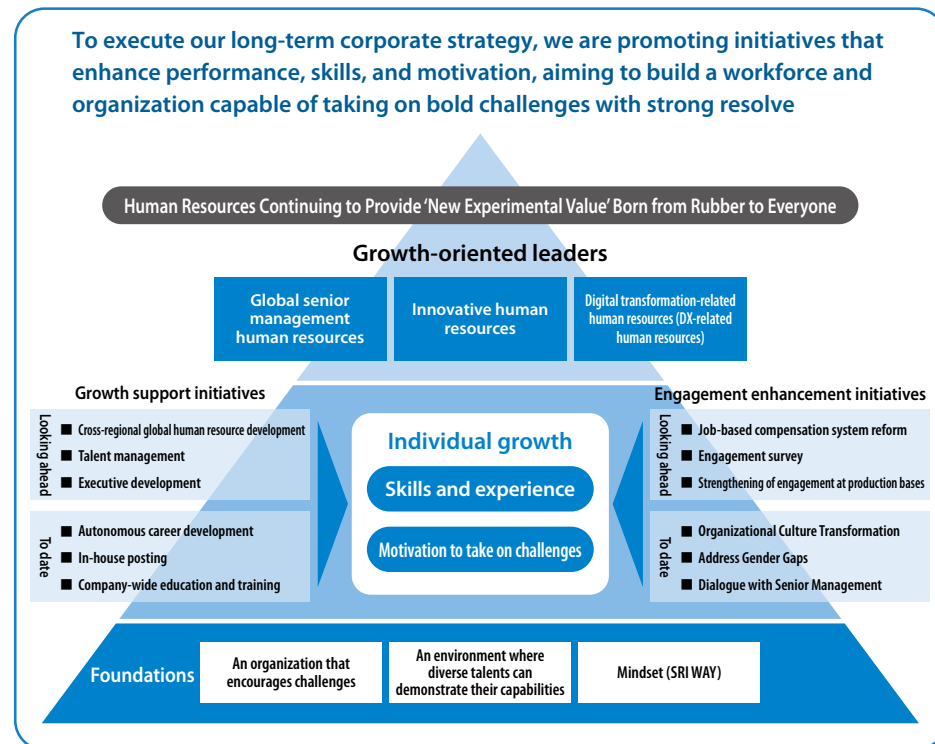 To execute our long-term corporate strategy, we are promoting initiatives that
enhance performance, skills, and motivation, aiming to build a workforce and
organization capable of taking on bold challenges with strong resolve
Human Resources Continuing to Provide ‘New Experimental Value’ Born from Rubber to Everyone
Growth-oriented leaders
Global senior
management
human resources
Innovative human
resources
Digital transformation-related
human resources (DX-related
human resources)
Growth support initiatives
Looking ahead
■ Cross-regional global human resource development
■ Talent management
■ Executive development
To date
■ Autonomous career development
■ In-house posting
■ Company-wide education and training
Individual growth
Skills and experience
Motivation to take on challenges
Engagement enhancement initiatives
Looking ahead
■ Job-based compensation system reform
■ Engagement survey
■ Strengthening of engagement at production bases
To date
■ Organizational Culture Transformation
■ Address Gender Gaps
■ Dialogue with Senior Management
Foundations
An organization that
encourages challenges
An environment where
diverse talents can
demonstrate their capabilities
Mindset (SRI WAY)